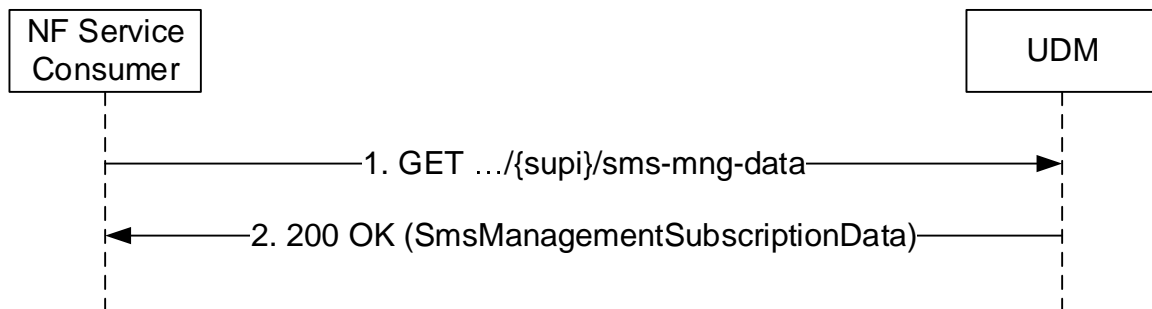 NF Service
Consumer
UDM
1. GET …/{supi}/sms-mng-data
2. 200 OK (SmsManagementSubscriptionData)